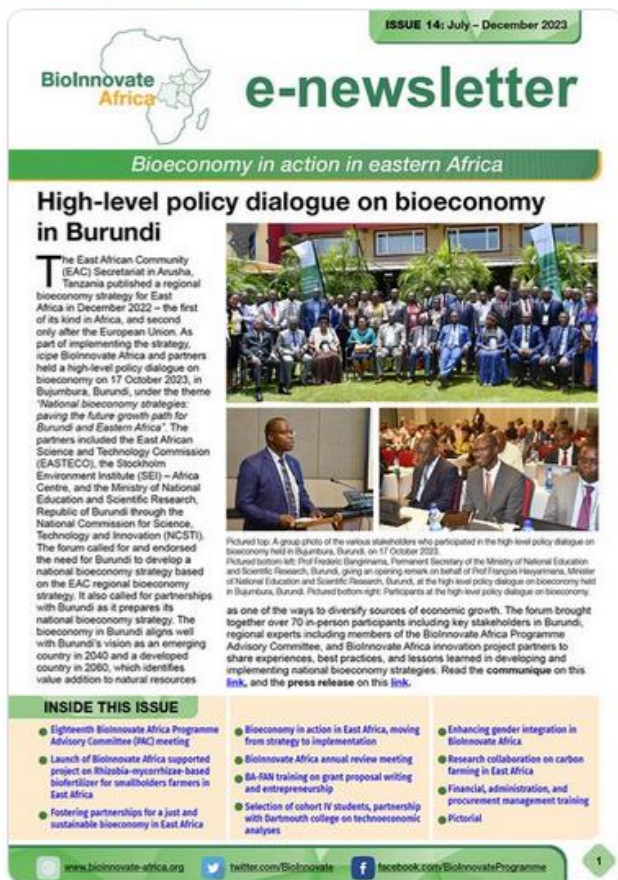 ISSUE 14: July – December 2023
BioInnovate
Africa
e-newsletter
Bioeconomy in action in eastern Africa
High-level policy dialogue on bioeconomy
in Burundi
The East African Community
(EAC) Secretariat in Arusha,
Tanzania published a regional
bioeconomy strategy for East
Africa in December 2022 – the first
of its kind in Africa, and second
only after the European Union. As
part of implementing the strategy,
icipe BioInnovate Africa and partners
held a high-level policy dialogue on
bioeconomy on 17 October 2023, in
Bujumbura, Burundi, under the theme
"National bioeconomy strategies:
paving the future growth path for
Burundi and Eastern Africa". The
partners included the East African
Science and Technology Commission
(EASTECO), the Stockholm
Environment Institute (SEI) – Africa
Centre, and the Ministry of National
Education and Scientific Research,
Republic of Burundi through the
National Commission for Science,
Technology and Innovation (NCSTI).
The forum called for and endorsed
the need for Burundi to develop a
national bioeconomy strategy based
on the EAC regional bioeconomy
strategy. It also called for partnerships
with Burundi as it prepares its
national bioeconomy strategy. The
bioeconomy in Burundi aligns well
with Burundi's vision as an emerging
country in 2040 and a developed
country in 2060, which identifies
value addition to natural resources
Pictured top: A group photo of the various stakeholders who participated in the high-level policy dialogue on
bioeconomy held in Bujumbura, Burundi, on 17 October 2023.
Pictured bottom left: Prof Frederic Bangirinama, Permanent Secretary of the Ministry of National Education
and Scientific Research, Burundi, giving an opening remark on behalf of Prof François Havyarimana, Minister
of National Education and Scientific Research, Burundi, at the high-level policy dialogue on bioeconomy held
in Bujumbura, Burundi. Pictured bottom right: Participants at the high-level policy dialogue on bioeconomy.
as one of the ways to diversify sources of economic growth. The forum brought
together over 70 in-person participants including key stakeholders in Burundi,
regional experts including members of the BioInnovate Africa Programme
Advisory Committee, and BioInnovate Africa innovation project partners to
share experiences, best practices, and lessons learned in developing and
implementing national bioeconomy strategies. Read the communique on this
link, and the press release on this link.
INSIDE THIS ISSUE
Eighteenth BioInnovate Africa Programme
Advisory Committee (PAC) meeting
Launch of BioInnovate Africa supported
project on Rhizobia-mycorrhizae-based
biofertilizer for smallholders farmers in
East Africa
Fostering partnerships for a just and
sustainable bioeconomy in East Africa
Bioeconomy in action in East Africa, moving
from strategy to implementation
BioInnovate Africa annual review meeting
BA-FAN training on grant proposal writing
and entrepreneurship
Selection of cohort IV students, partnership
with Dartmouth college on technoeconomic
analyses
Enhancing gender integration in
BioInnovate Africa
Research collaboration on carbon
farming in East Africa
Financial, administration, and
procurement management training
Pictorial
www.bioinnovate-africa.org
twitter.com/BioInnovate
facebook.com/BioInnovateProgramme
1